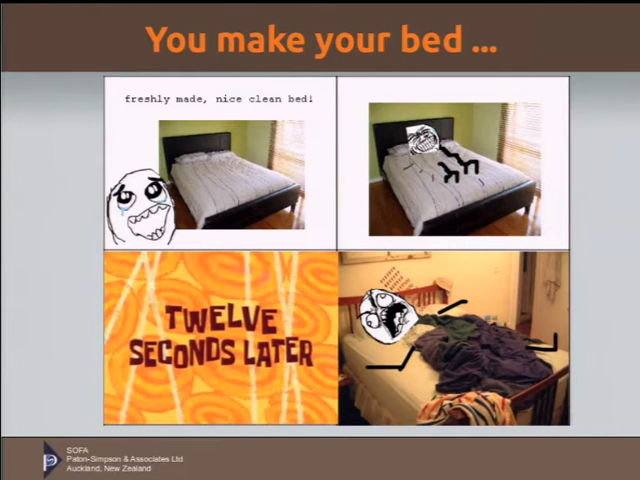 You make your bed ...
freshly made, nice clean bed!
TWELVE
SECONDS LATER
SOFA
Paton-Simpson & Associates Ltd
Auckland, New Zealand